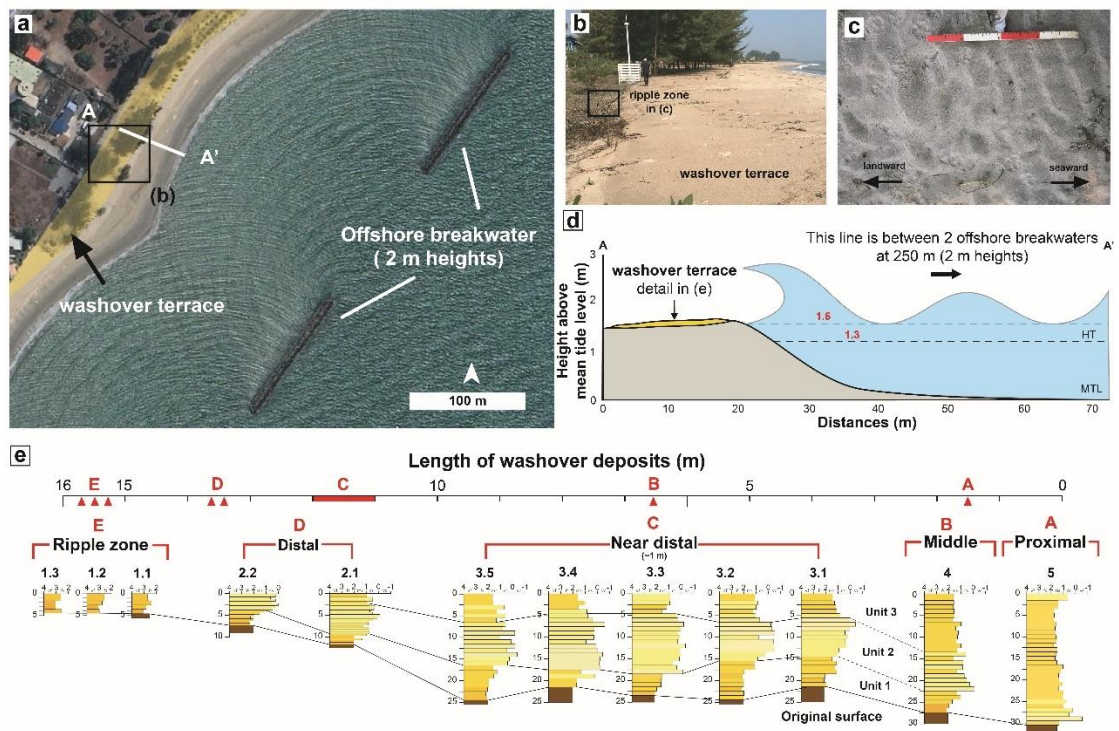 a
A
A'
(b)
washover terrace
Offshore breakwater
( 2 m heights)
100 m
b
ripple zone
in (c)
washover terrace
c
landward
seaward
d
A
A'
This line is between 2 offshore breakwaters
at 250 m (2 m heights)
washover terrace
detail in (e)
1.6
1.3
HT
MTL
Height above
mean tide level (m)
3
2
1
0
0 10 20 30 40 50 60 70
Distances (m)
e
Length of washover deposits (m)
E D C B A
16 15 10 5 0
E D C B A
Ripple zone Distal Near distal Middle Proximal
(~1 m)
1.3 1.2 1.1 2.2 2.1 3.5 3.4 3.3 3.2 3.1 4 5
Unit 3
Unit 2
Unit 1
Original surface